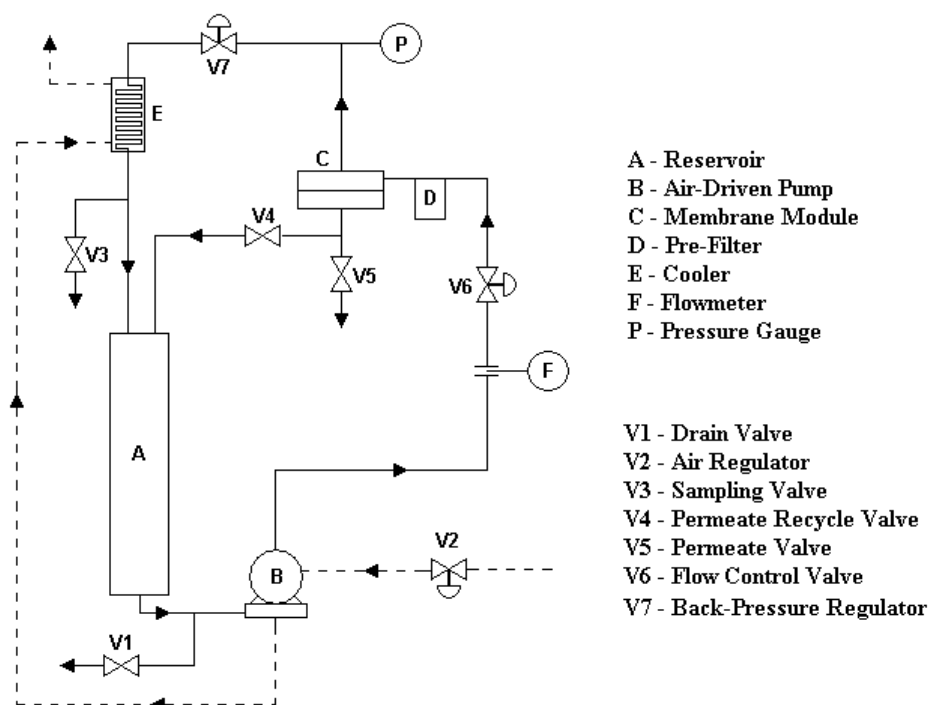 P
V7
E
C
D
V4
V3
V5
V6
F
A
V2
B
V1
A - Reservoir
B - Air-Driven Pump
C - Membrane Module
D - Pre-Filter
E - Cooler
F - Flowmeter
P - Pressure Gauge
V1 - Drain Valve
V2 - Air Regulator
V3 - Sampling Valve
V4 - Permeate Recycle Valve
V5 - Permeate Valve
V6 - Flow Control Valve
V7 - Back-Pressure Regulator